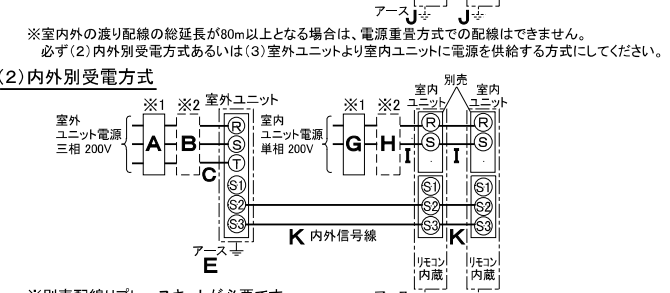 アース J J
※室内外の渡り配線の総延長が80m以上となる場合は、電源重畳方式での配線はできません。
必ず(2)内外別受電方式あるいは(3)室外ユニットより室内ユニットに電源を供給する方式にしてください。
(2)内外別受電方式
別売
※1 ※2 室外ユニット ※1 ※2 室内 室内
ユニット ユニット
室外 室内
ユニット電源 ユニット電源
三相 200V 単相 200V
A B G H
R R R
S S S
T I I
C
S1 S1 S1
S2 S2 S2
S3 S3 S3
K 内外信号線 K
アース
E
リモコン リモコン
内蔵 内蔵